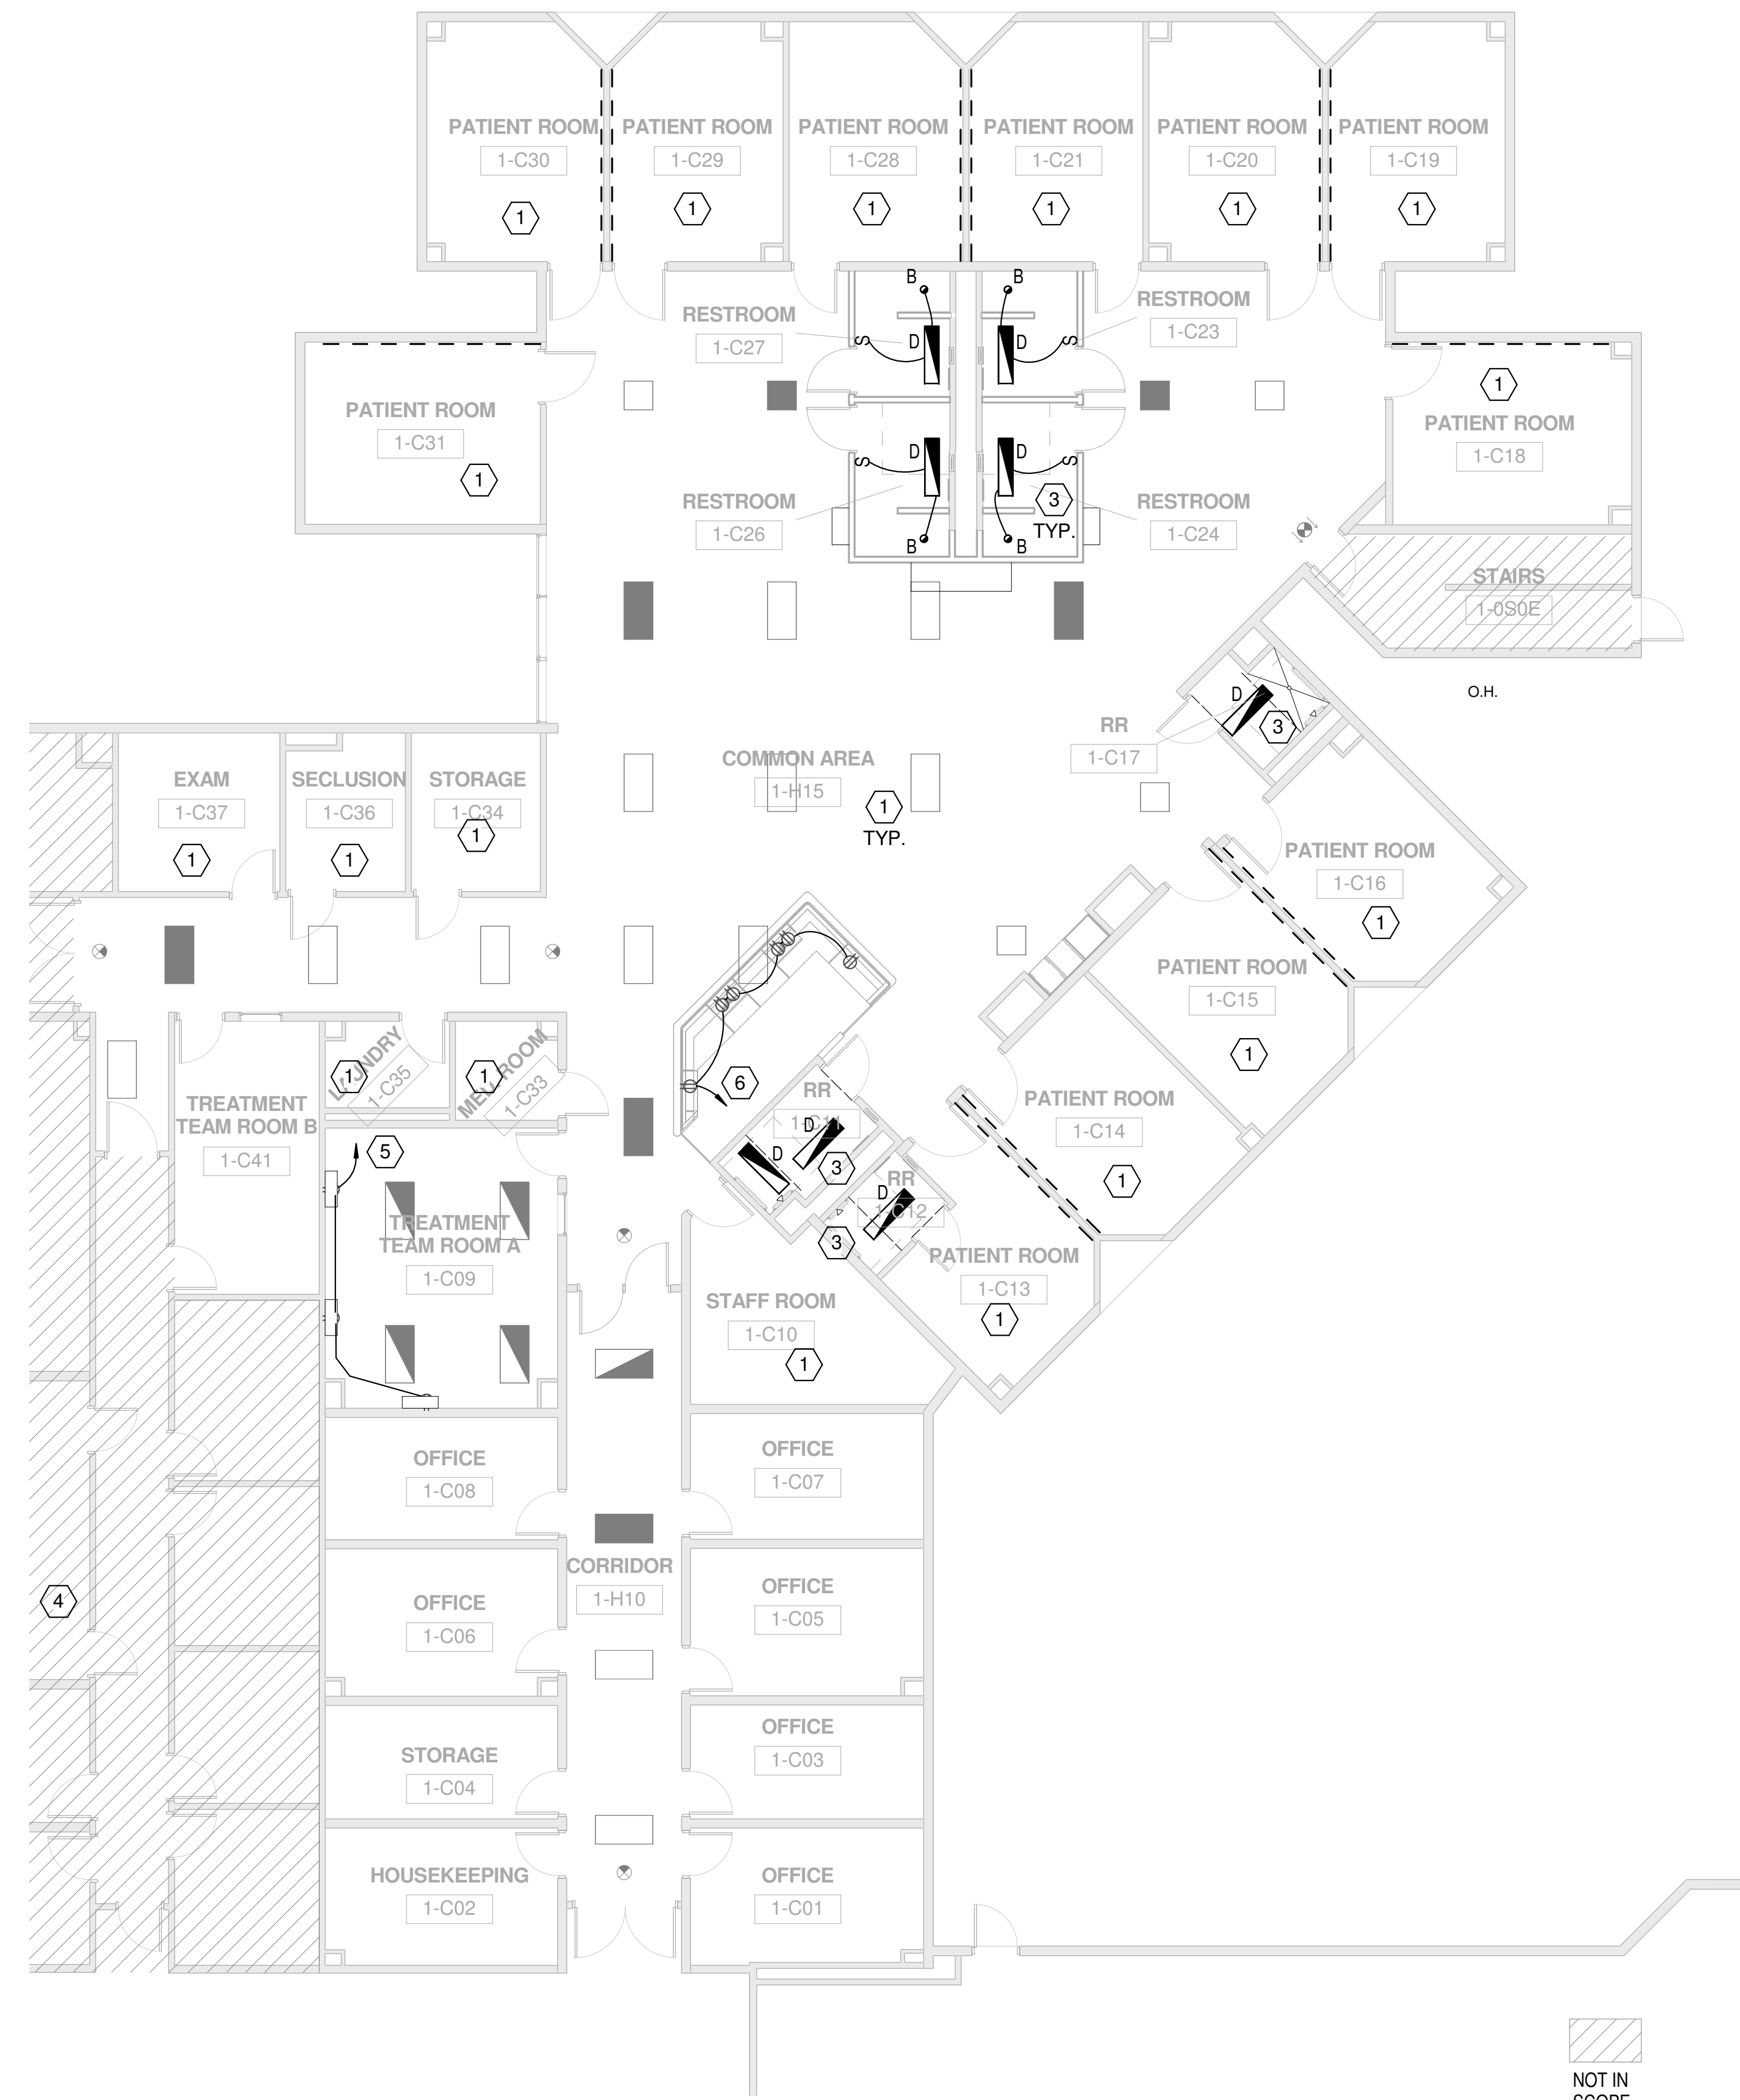 PATIENT ROOM
1-C30
1
PATIENT ROOM
1-C29
1
PATIENT ROOM
1-C28
1
PATIENT ROOM
1-C21
1
PATIENT ROOM
1-C20
1
PATIENT ROOM
1-C19
1
B
B
RESTROOM
1-C27
S
D
D
S
RESTROOM
1-C23
PATIENT ROOM
1-C31
1
1
PATIENT ROOM
1-C18
RESTROOM
1-C26
S
D
B
D
S
3
TYP.
B
RESTROOM
1-C24
STAIRS
1-0S0E
O.H.
D
3
RR
1-C17
COMMON AREA
1-H15
1
TYP.
EXAM
1-C37
1
SECLUSION
1-C36
1
STORAGE
1-C34
1
PATIENT ROOM
1-C16
1
PATIENT ROOM
1-C15
1
LAUNDRY
1-C35
1
MED. ROOM
1-C33
1
6
RR
1-C11
D
D
3
PATIENT ROOM
1-C14
1
TREATMENT
TEAM ROOM B
1-C41
5
TREATMENT
TEAM ROOM A
1-C09
RR
1-C12
D
3
PATIENT ROOM
1-C13
1
STAFF ROOM
1-C10
1
OFFICE
1-C08
OFFICE
1-C07
CORRIDOR
1-H10
4
OFFICE
1-C06
OFFICE
1-C05
STORAGE
1-C04
OFFICE
1-C03
HOUSEKEEPING
1-C02
OFFICE
1-C01
NOT IN
SCOPE